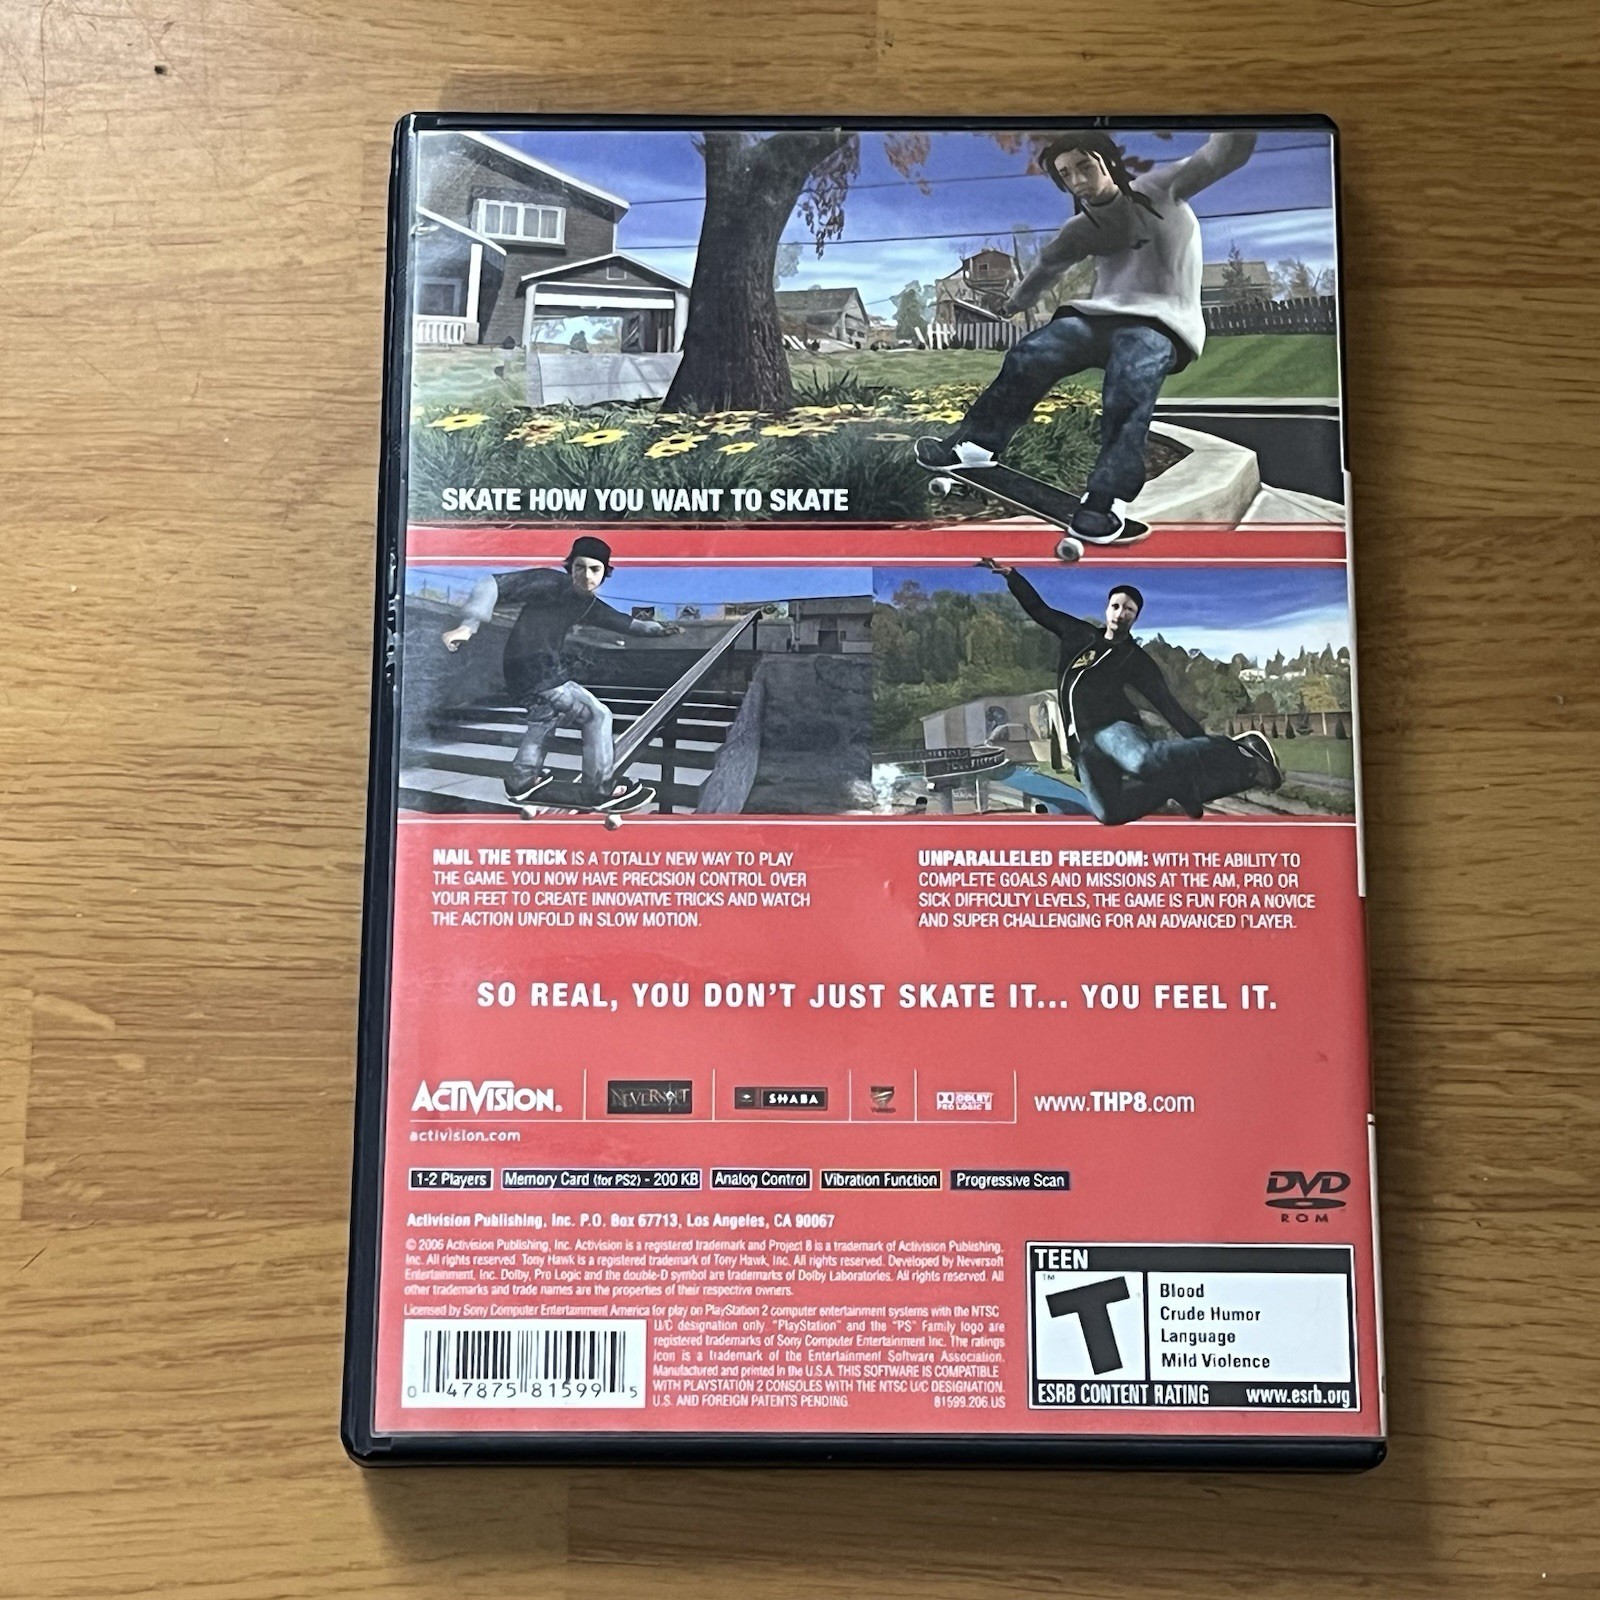 SKATE HOW YOU WANT TO SKATE
NAIL THE TRICK IS A TOTALLY NEW WAY TO PLAY
THE GAME. YOU NOW HAVE PRECISION CONTROL OVER
YOUR FEET TO CREATE INNOVATIVE TRICKS AND WATCH
THE ACTION UNFOLD IN SLOW MOTION.
UNPARALLELED FREEDOM: WITH THE ABILITY TO
COMPLETE GOALS AND MISSIONS AT THE AM, PRO OR
SICK DIFFICULTY LEVELS, THE GAME IS FUN FOR A NOVICE
AND SUPER CHALLENGING FOR AN ADVANCED PLAYER.
SO REAL, YOU DON'T JUST SKATE IT... YOU FEEL IT.
ACTIVISION.
NEVERSOFT
SHABA
DOLBY
PRO LOGIC II
www.THP8.com
activision.com
1-2 Players
Memory Card (for PS2) - 200 KB
Analog Control
Vibration Function
Progressive Scan
DVD
ROM
Activision Publishing, Inc. P.O. Box 67713, Los Angeles, CA 90067
© 2006 Activision Publishing, Inc. Activision is a registered trademark and Project 8 is a trademark of Activision Publishing,
Inc. All rights reserved. Tony Hawk is a registered trademark of Tony Hawk, Inc. All rights reserved. Developed by Neversoft
Entertainment, Inc. Dolby, Pro Logic and the double-D symbol are trademarks of Dolby Laboratories. All rights reserved. All
other trademarks and trade names are the properties of their respective owners.
Licensed by Sony Computer Entertainment America for play on PlayStation 2 computer entertainment systems with the NTSC
U/C designation only. "PlayStation" and the "PS" Family logo are
registered trademarks of Sony Computer Entertainment Inc. The ratings
icon is a trademark of the Entertainment Software Association.
Manufactured and printed in the U.S.A. THIS SOFTWARE IS COMPATIBLE
WITH PLAYSTATION 2 CONSOLES WITH THE NTSC U/C DESIGNATION.
U.S. AND FOREIGN PATENTS PENDING. 81599.206.US
0 47875 81599 5
TEEN
T
TM
Blood
Crude Humor
Language
Mild Violence
ESRB CONTENT RATING www.esrb.org